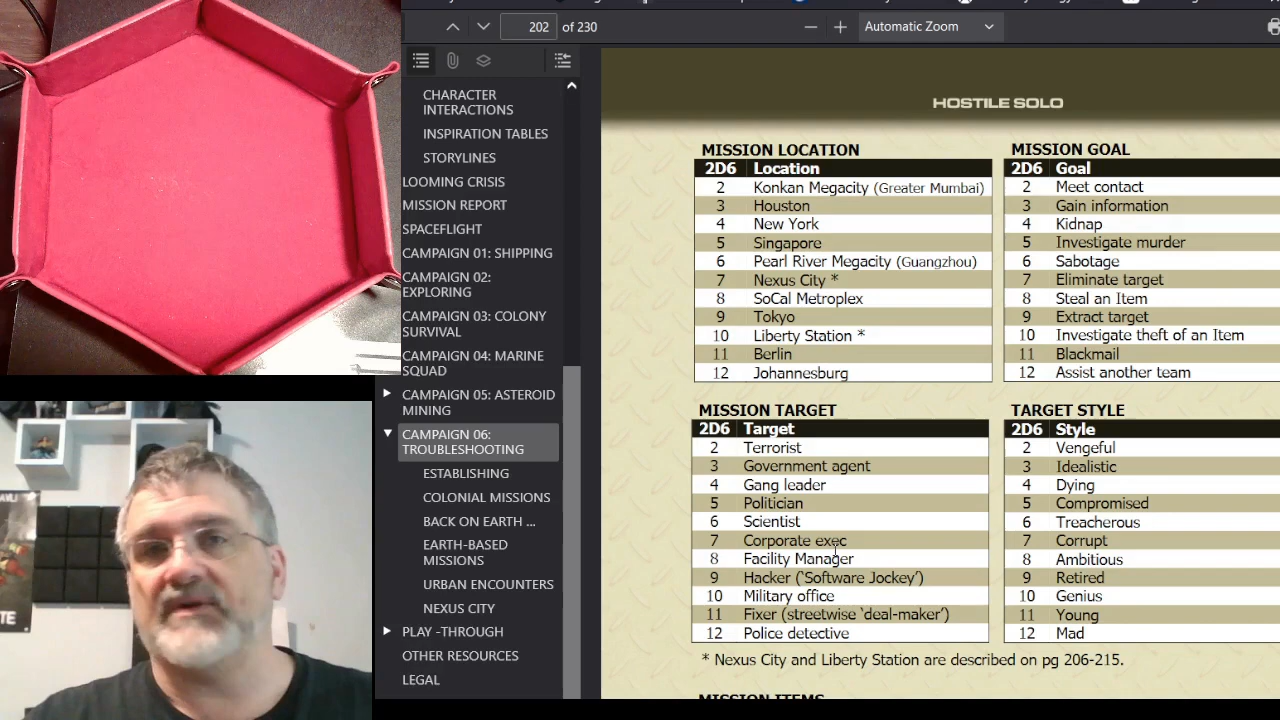 202 of 230
Automatic Zoom
CHARACTER
INTERACTIONS
INSPIRATION TABLES
STORYLINES
LOOMING CRISIS
MISSION REPORT
SPACEFLIGHT
CAMPAIGN 01: SHIPPING
CAMPAIGN 02:
EXPLORING
CAMPAIGN 03: COLONY
SURVIVAL
CAMPAIGN 04: MARINE
SQUAD
CAMPAIGN 05: ASTEROID
MINING
CAMPAIGN 06:
TROUBLESHOOTING
ESTABLISHING
COLONIAL MISSIONS
BACK ON EARTH ...
EARTH-BASED
MISSIONS
URBAN ENCOUNTERS
NEXUS CITY
PLAY -THROUGH
OTHER RESOURCES
LEGAL
HOSTILE SOLO
MISSION LOCATION
2D6 Location
2 Konkan Megacity (Greater Mumbai)
3 Houston
4 New York
5 Singapore
6 Pearl River Megacity (Guangzhou)
7 Nexus City *
8 SoCal Metroplex
9 Tokyo
10 Liberty Station *
11 Berlin
12 Johannesburg
MISSION GOAL
2D6 Goal
2 Meet contact
3 Gain information
4 Kidnap
5 Investigate murder
6 Sabotage
7 Eliminate target
8 Steal an Item
9 Extract target
10 Investigate theft of an Item
11 Blackmail
12 Assist another team
MISSION TARGET
2D6 Target
2 Terrorist
3 Government agent
4 Gang leader
5 Politician
6 Scientist
7 Corporate exec
8 Facility Manager
9 Hacker ('Software Jockey')
10 Military office
11 Fixer (streetwise 'deal-maker')
12 Police detective
TARGET STYLE
2D6 Style
2 Vengeful
3 Idealistic
4 Dying
5 Compromised
6 Treacherous
7 Corrupt
8 Ambitious
9 Retired
10 Genius
11 Young
12 Mad
* Nexus City and Liberty Station are described on pg 206-215.
MISSION ITEMS